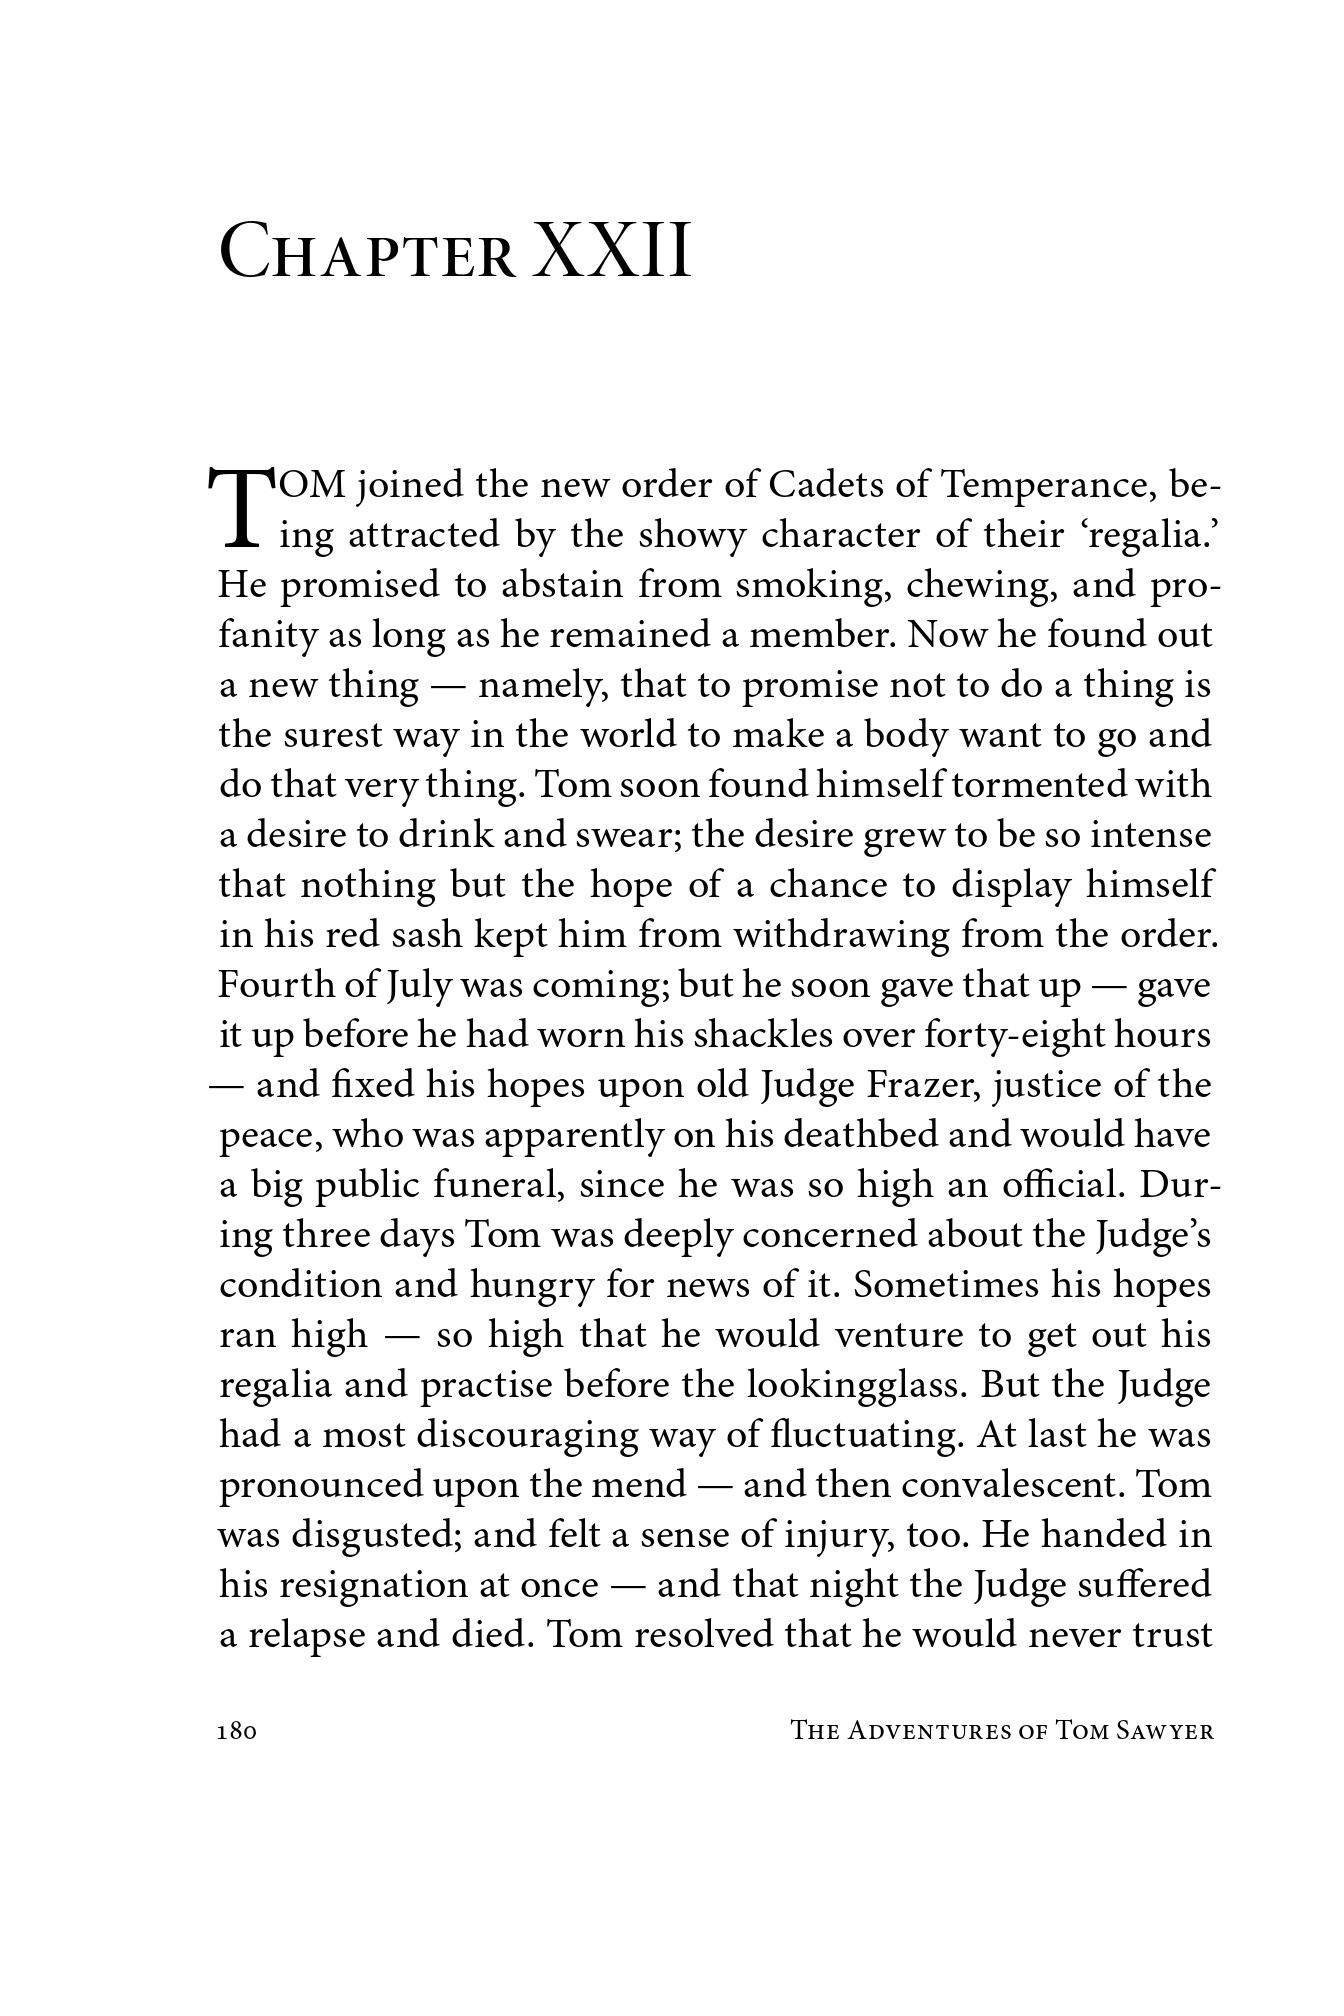 Chapter XXII
TOM joined the new order of Cadets of Temperance, be-
ing attracted by the showy character of their ‘regalia.’
He promised to abstain from smoking, chewing, and pro-
fanity as long as he remained a member. Now he found out
a new thing — namely, that to promise not to do a thing is
the surest way in the world to make a body want to go and
do that very thing. Tom soon found himself tormented with
a desire to drink and swear; the desire grew to be so intense
that nothing but the hope of a chance to display himself
in his red sash kept him from withdrawing from the order.
Fourth of July was coming; but he soon gave that up — gave
it up before he had worn his shackles over forty-eight hours
— and fixed his hopes upon old Judge Frazer, justice of the
peace, who was apparently on his deathbed and would have
a big public funeral, since he was so high an official. Dur-
ing three days Tom was deeply concerned about the Judge’s
condition and hungry for news of it. Sometimes his hopes
ran high — so high that he would venture to get out his
regalia and practise before the lookingglass. But the Judge
had a most discouraging way of fluctuating. At last he was
pronounced upon the mend — and then convalescent. Tom
was disgusted; and felt a sense of injury, too. He handed in
his resignation at once — and that night the Judge suffered
a relapse and died. Tom resolved that he would never trust
180 The Adventures of Tom Sawyer